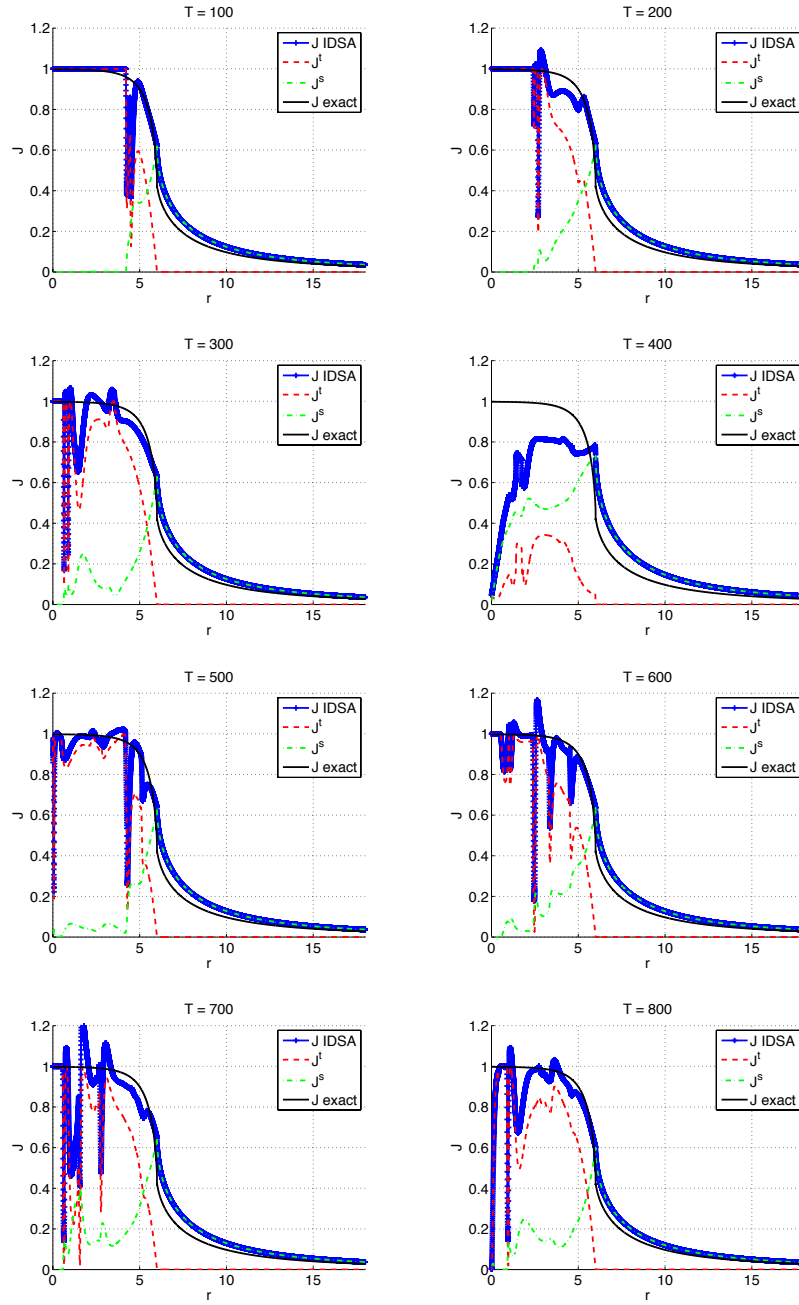 T = 100
1.2
1
0.8
0.6
0.4
0.2
0
J
0 5 10 15
r
J IDSA
J^t
J^s
J exact
T = 200
1.2
1
0.8
0.6
0.4
0.2
0
J
0 5 10 15
r
J IDSA
J^t
J^s
J exact
T = 300
1.2
1
0.8
0.6
0.4
0.2
0
J
0 5 10 15
r
J IDSA
J^t
J^s
J exact
T = 400
1.2
1
0.8
0.6
0.4
0.2
0
J
0 5 10 15
r
J IDSA
J^t
J^s
J exact
T = 500
1.2
1
0.8
0.6
0.4
0.2
0
J
0 5 10 15
r
J IDSA
J^t
J^s
J exact
T = 600
1.2
1
0.8
0.6
0.4
0.2
0
J
0 5 10 15
r
J IDSA
J^t
J^s
J exact
T = 700
1.2
1
0.8
0.6
0.4
0.2
0
J
0 5 10 15
r
J IDSA
J^t
J^s
J exact
T = 800
1.2
1
0.8
0.6
0.4
0.2
0
J
0 5 10 15
r
J IDSA
J^t
J^s
J exact